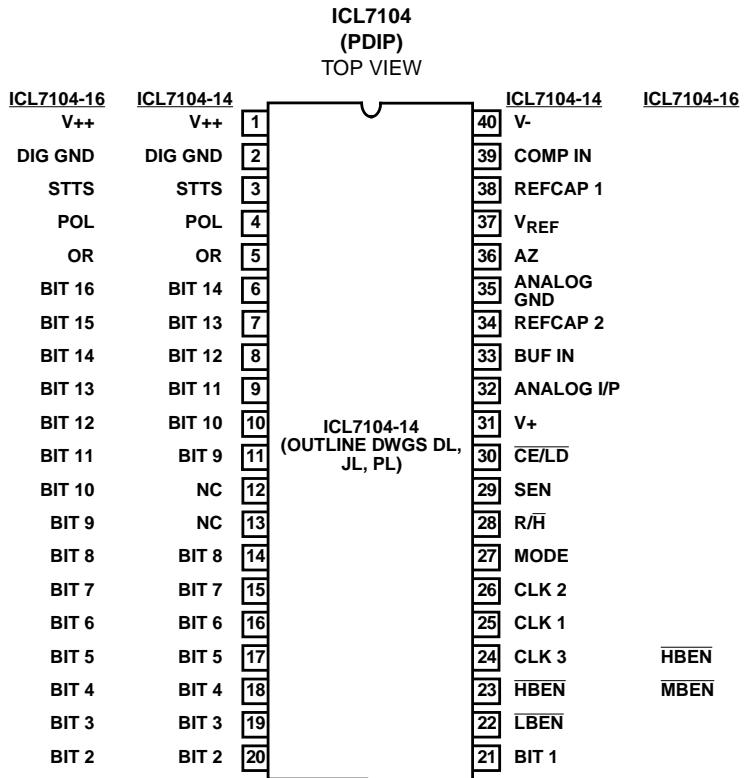 ICL7104
(PDIP)
TOP VIEW
ICL7104-16 ICL7104-14 ICL7104-14 ICL7104-16
V++ V++ 1 40 V-
DIG GND DIG GND 2 39 COMP IN
STTS STTS 3 38 REFCAP 1
POL POL 4 37 VREF
OR OR 5 36 AZ
BIT 16 BIT 14 6 35 ANALOG
GND
BIT 15 BIT 13 7 34 REFCAP 2
BIT 14 BIT 12 8 33 BUF IN
BIT 13 BIT 11 9 32 ANALOG I/P
BIT 12 BIT 10 10 ICL7104-14 31 V+
BIT 11 BIT 9 11 (OUTLINE DWGS DL, 30 CE/LD
JL, PL)
BIT 10 NC 12 29 SEN
BIT 9 NC 13 28 R/H
BIT 8 BIT 8 14 27 MODE
BIT 7 BIT 7 15 26 CLK 2
BIT 6 BIT 6 16 25 CLK 1
BIT 5 BIT 5 17 24 CLK 3 HBEN
BIT 4 BIT 4 18 23 HBEN MBEN
BIT 3 BIT 3 19 22 LBEN
BIT 2 BIT 2 20 21 BIT 1